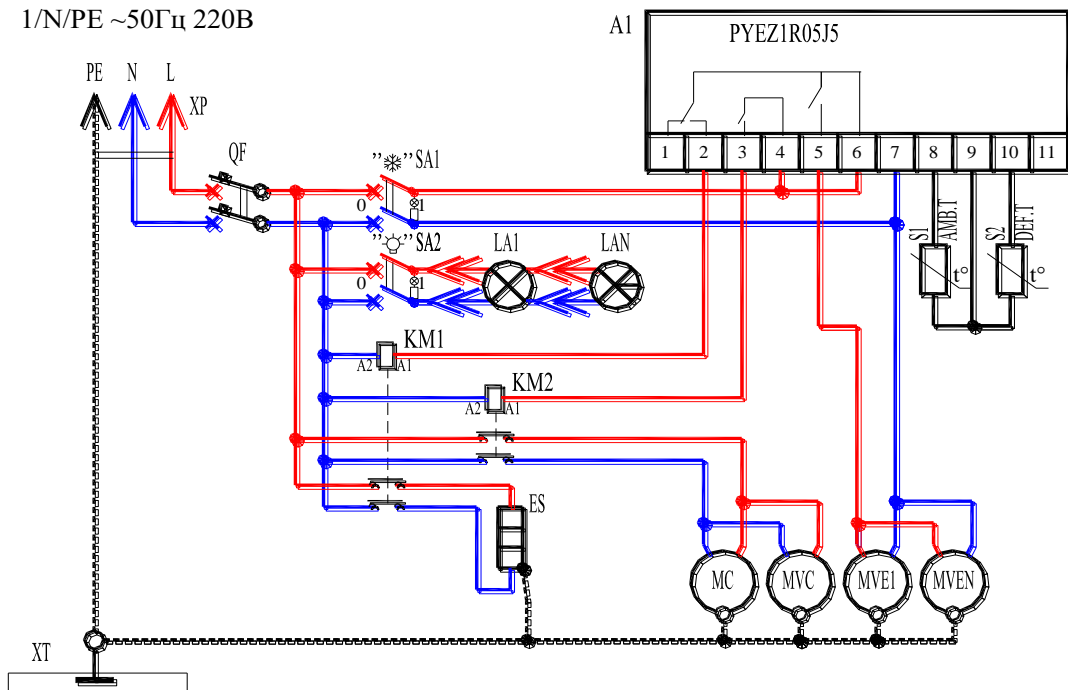 1/N/PE ~50Гц 220В
A1
PYEZ1R05J5
PE N L
XP
1 2 3 4 5 6 7 8 9 10 11
QF
"❄" SA1
0 1
"💡" SA2
0 1
LA1
LAN
S1
AMB.T
t°
S2
DEF.T
t°
KM1
A2 A1
KM2
A2 A1
ES
MC
MVC
MVE1
MVEN
XT